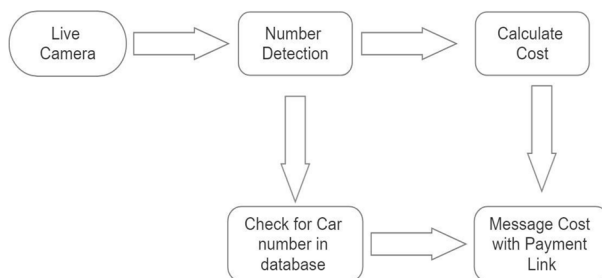 Live
Camera
Number
Detection
Calculate
Cost
Check for Car
number in
database
Message Cost
with Payment
Link